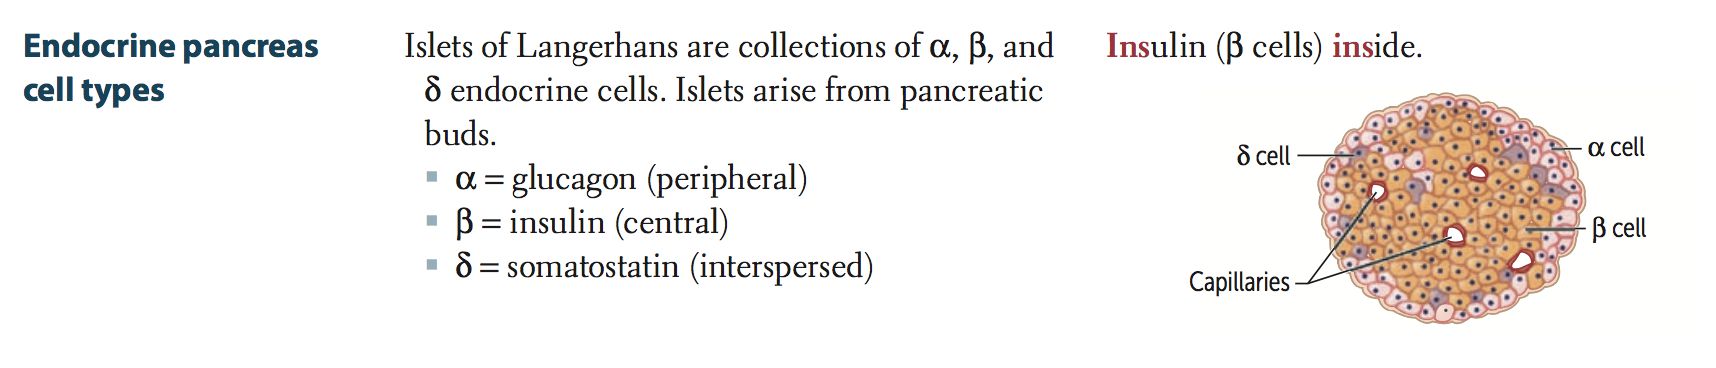 Endocrine pancreas
cell types
Islets of Langerhans are collections of α, β, and
δ endocrine cells. Islets arise from pancreatic
buds.
▪ α = glucagon (peripheral)
▪ β = insulin (central)
▪ δ = somatostatin (interspersed)
Insulin (β cells) inside.
δ cell
α cell
β cell
Capillaries